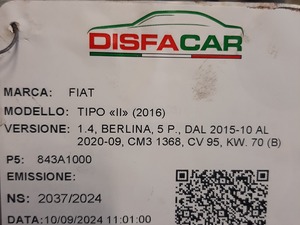 DISFACAR
MARCA: FIAT
MODELLO: TIPO «II» (2016)
VERSIONE: 1.4, BERLINA, 5 P., DAL 2015-10 AL
2020-09, CM3 1368, CV 95, KW. 70 (B)
P5: 843A1000
EMISSIONE:
NS: 2037/2024
DATA:10/09/2024 11:01:00